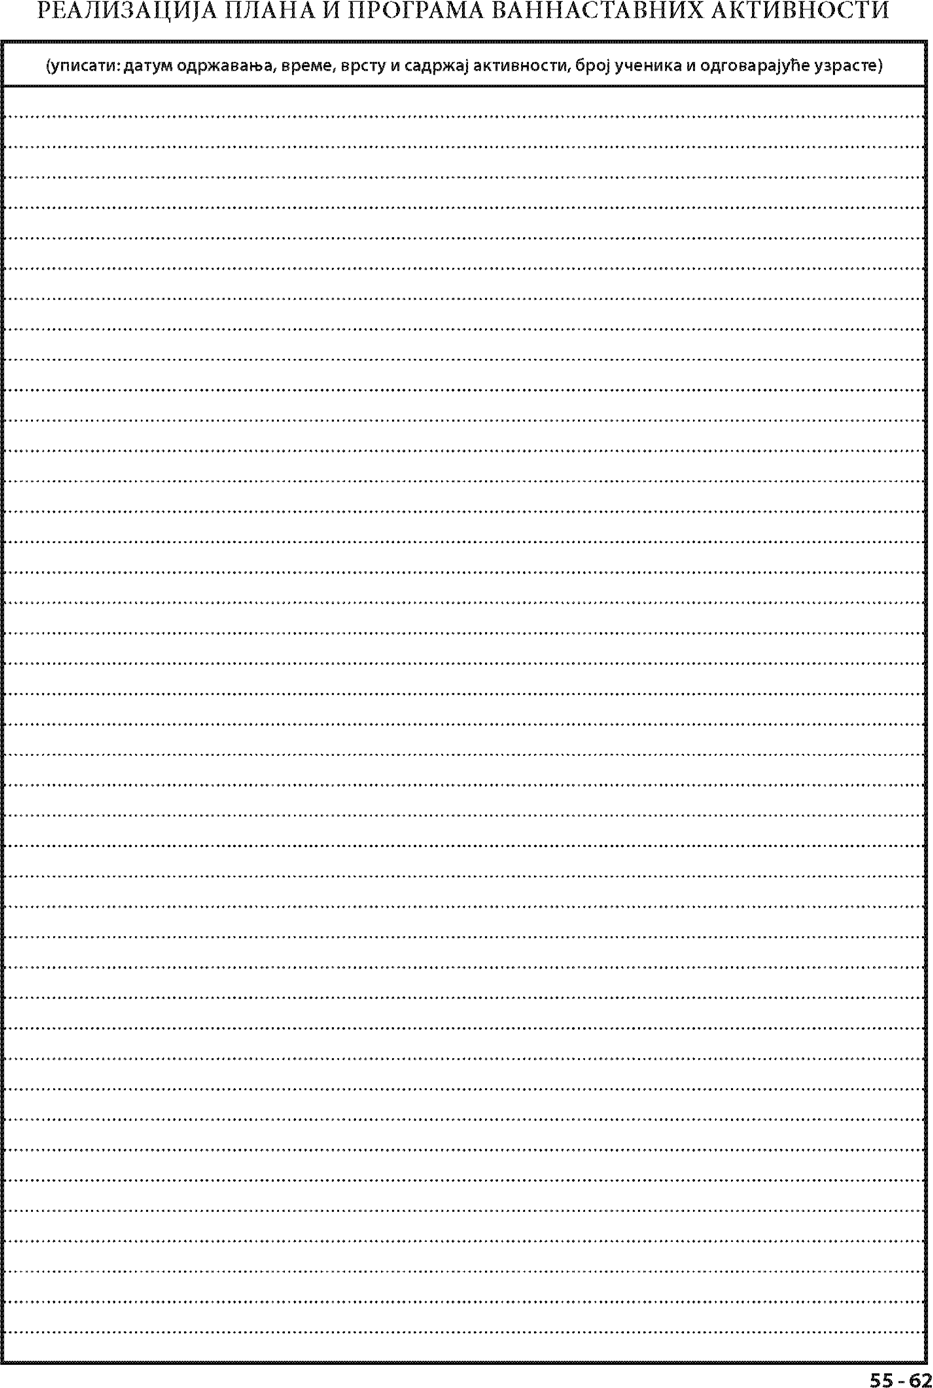 РЕАЛИЗАЦИЈА ПЛАНА И ПРОГРАМА ВАННАСТАВНИХ АКТИВНОСТИ
(уписати: датум одржавања, време, врсту и садржај активности, број ученика и одговарајуће узрасте)
55 - 62